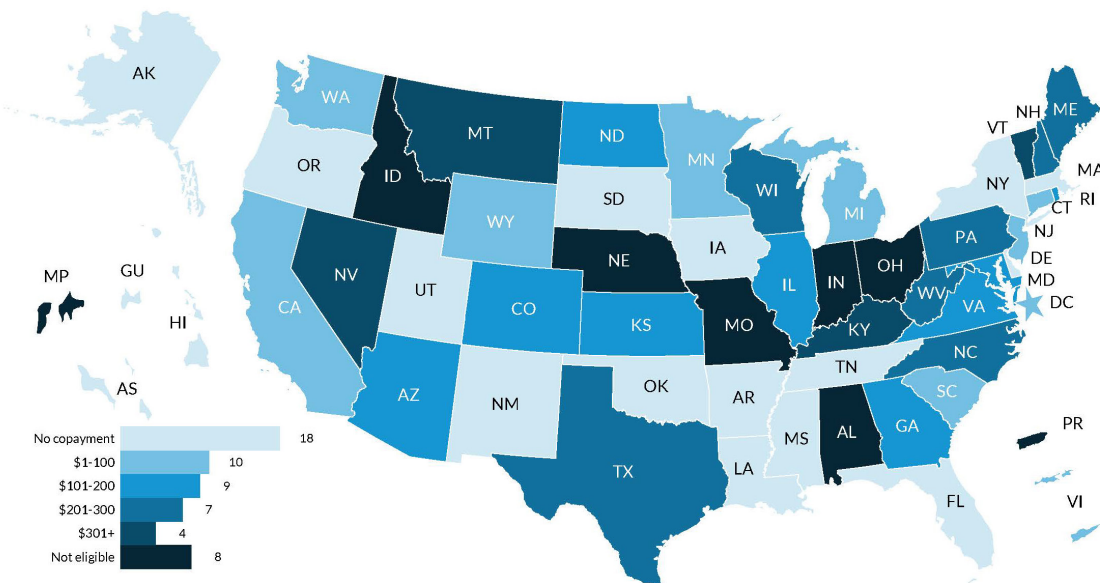 AK
WA
MT
ND
MN
VT
NH
ME
OR
ID
SD
WI
MI
NY
MA
WY
CT
RI
NJ
MP
GU
NV
UT
NE
IA
IL
IN
OH
PA
DE
MD
HI
CA
CO
KS
MO
KY
WV
VA
DC
AS
AZ
NM
OK
AR
TN
NC
SC
TX
LA
MS
AL
GA
FL
PR
VI
No copayment 18
$1-100 10
$101-200 9
$201-300 7
$301+ 4
Not eligible 8